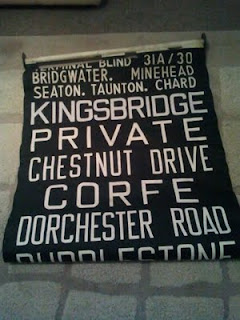 TERMINAL BLIND 31A/30
BRIDGWATER. MINEHEAD
SEATON. TAUNTON. CHARD
KINGSBRIDGE
PRIVATE
CHESTNUT DRIVE
CORFE
DORCHESTER ROAD